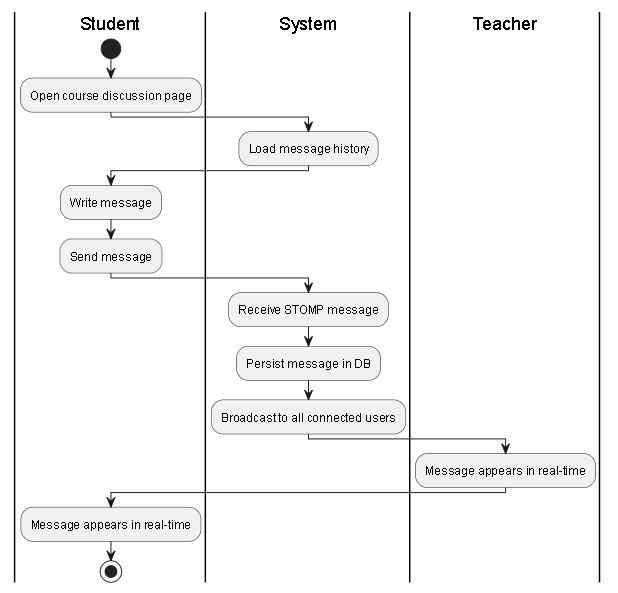 Student
System
Teacher
Open course discussion page
Load message history
Write message
Send message
Receive STOMP message
Persist message in DB
Broadcast to all connected users
Message appears in real-time
Message appears in real-time